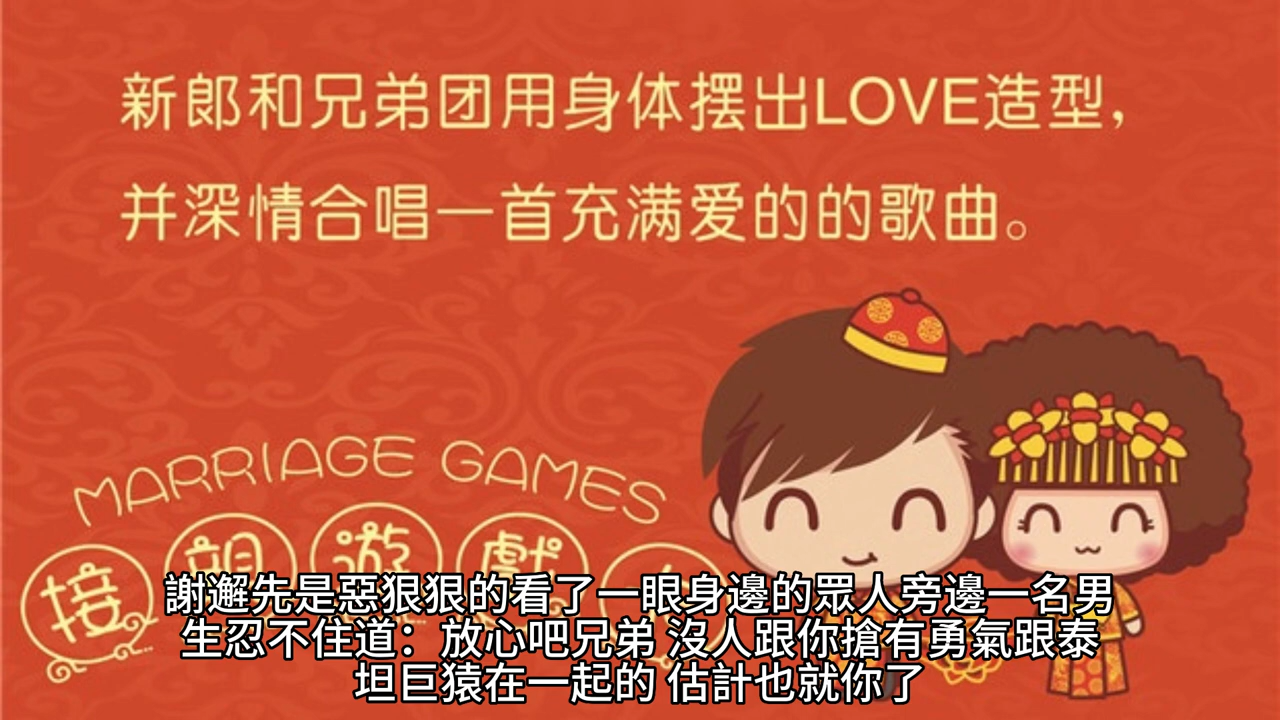 新郎和兄弟团用身体摆出LOVE造型，
并深情合唱一首充满爱的的歌曲。
MARRIAGE GAMES
接親遊戲
謝邂先是惡狠狠的看了一眼身邊的眾人旁邊一名男
生忍不住道：放心吧兄弟 沒人跟你搶有勇氣跟泰
坦巨猿在一起的 估計也就你了